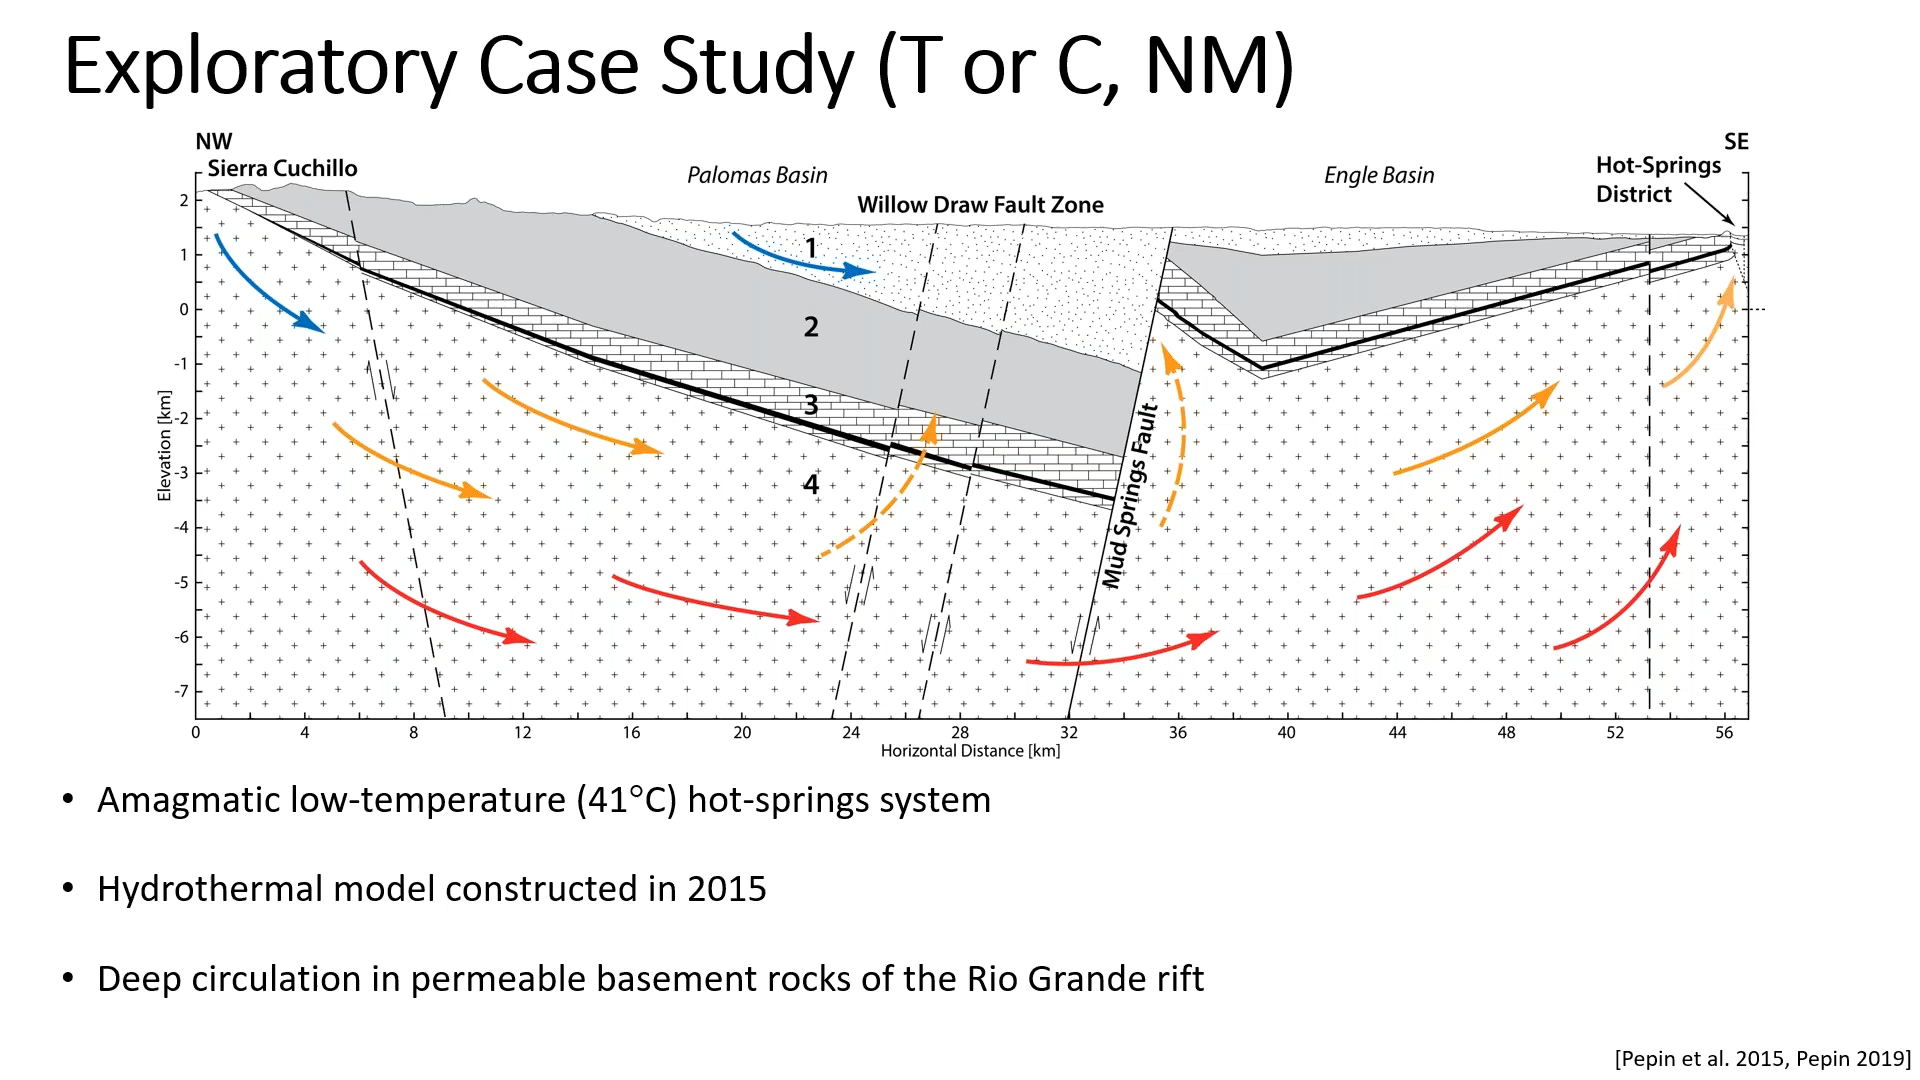 Exploratory Case Study (T or C, NM)
NW
SE
Sierra Cuchillo
Palomas Basin
Engle Basin
Hot-Springs
District
Willow Draw Fault Zone
1
2
3
4
Mud Springs Fault
Elevation [km]
2
1
0
-1
-2
-3
-4
-5
-6
-7
0 4 8 12 16 20 24 28 32 36 40 44 48 52 56
Horizontal Distance [km]
• Amagmatic low-temperature (41°C) hot-springs system
• Hydrothermal model constructed in 2015
• Deep circulation in permeable basement rocks of the Rio Grande rift
[Pepin et al. 2015, Pepin 2019]